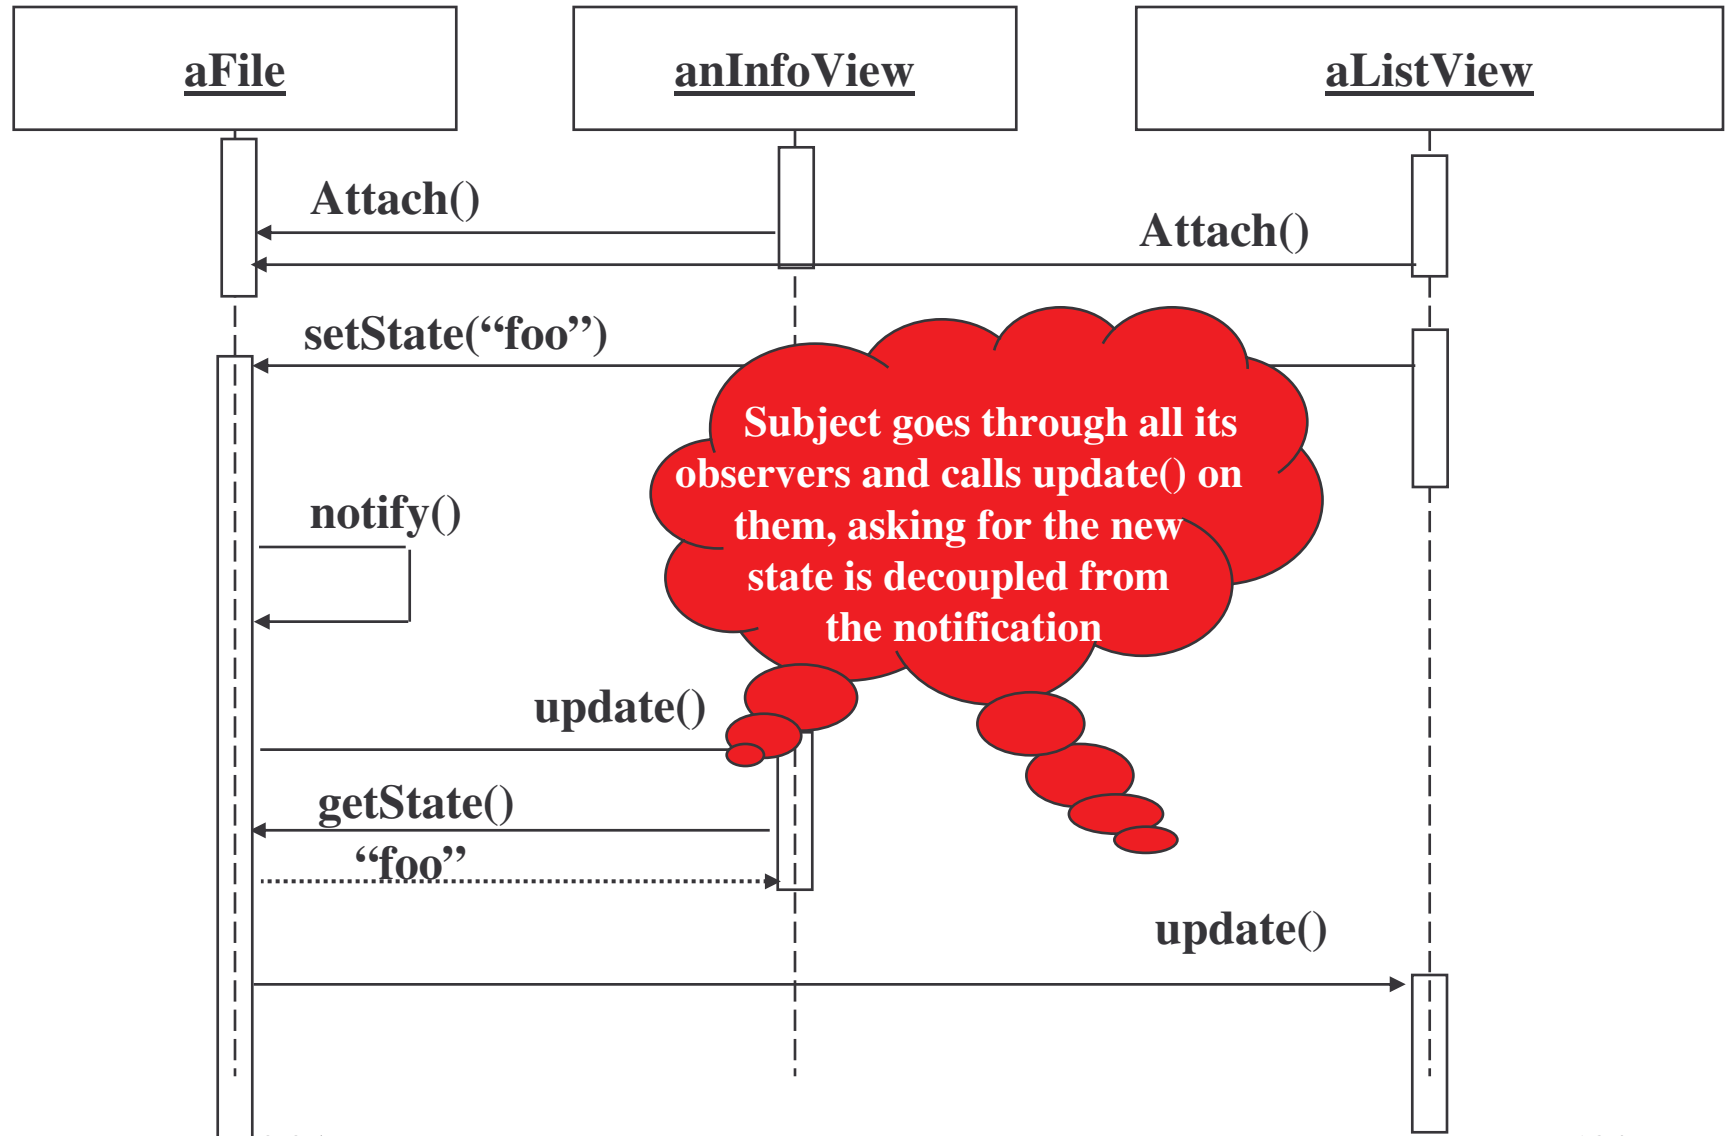 aFile
anInfoView
aListView
Attach()
Attach()
setState(“foo”)
Subject goes through all its
observers and calls update() on
them, asking for the new
state is decoupled from
the notification
notify()
update()
getState()
“foo”
update()